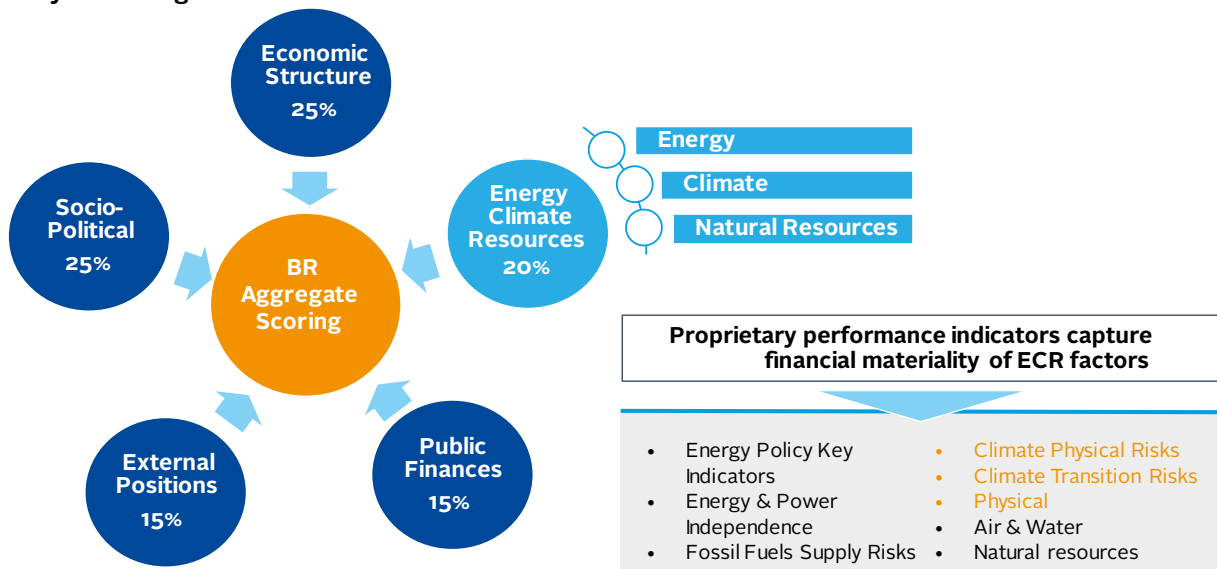 Economic
Structure
25%
Socio-
Political
25%
Energy
Climate
Resources
20%
BR
Aggregate
Scoring
External
Positions
15%
Public
Finances
15%
Energy
Climate
Natural Resources
Proprietary performance indicators capture
financial materiality of ECR factors
• Energy Policy Key
Indicators
• Energy & Power
Independence
• Fossil Fuels Supply Risks
• Climate Physical Risks
• Climate Transition Risks
• Physical
• Air & Water
• Natural resources